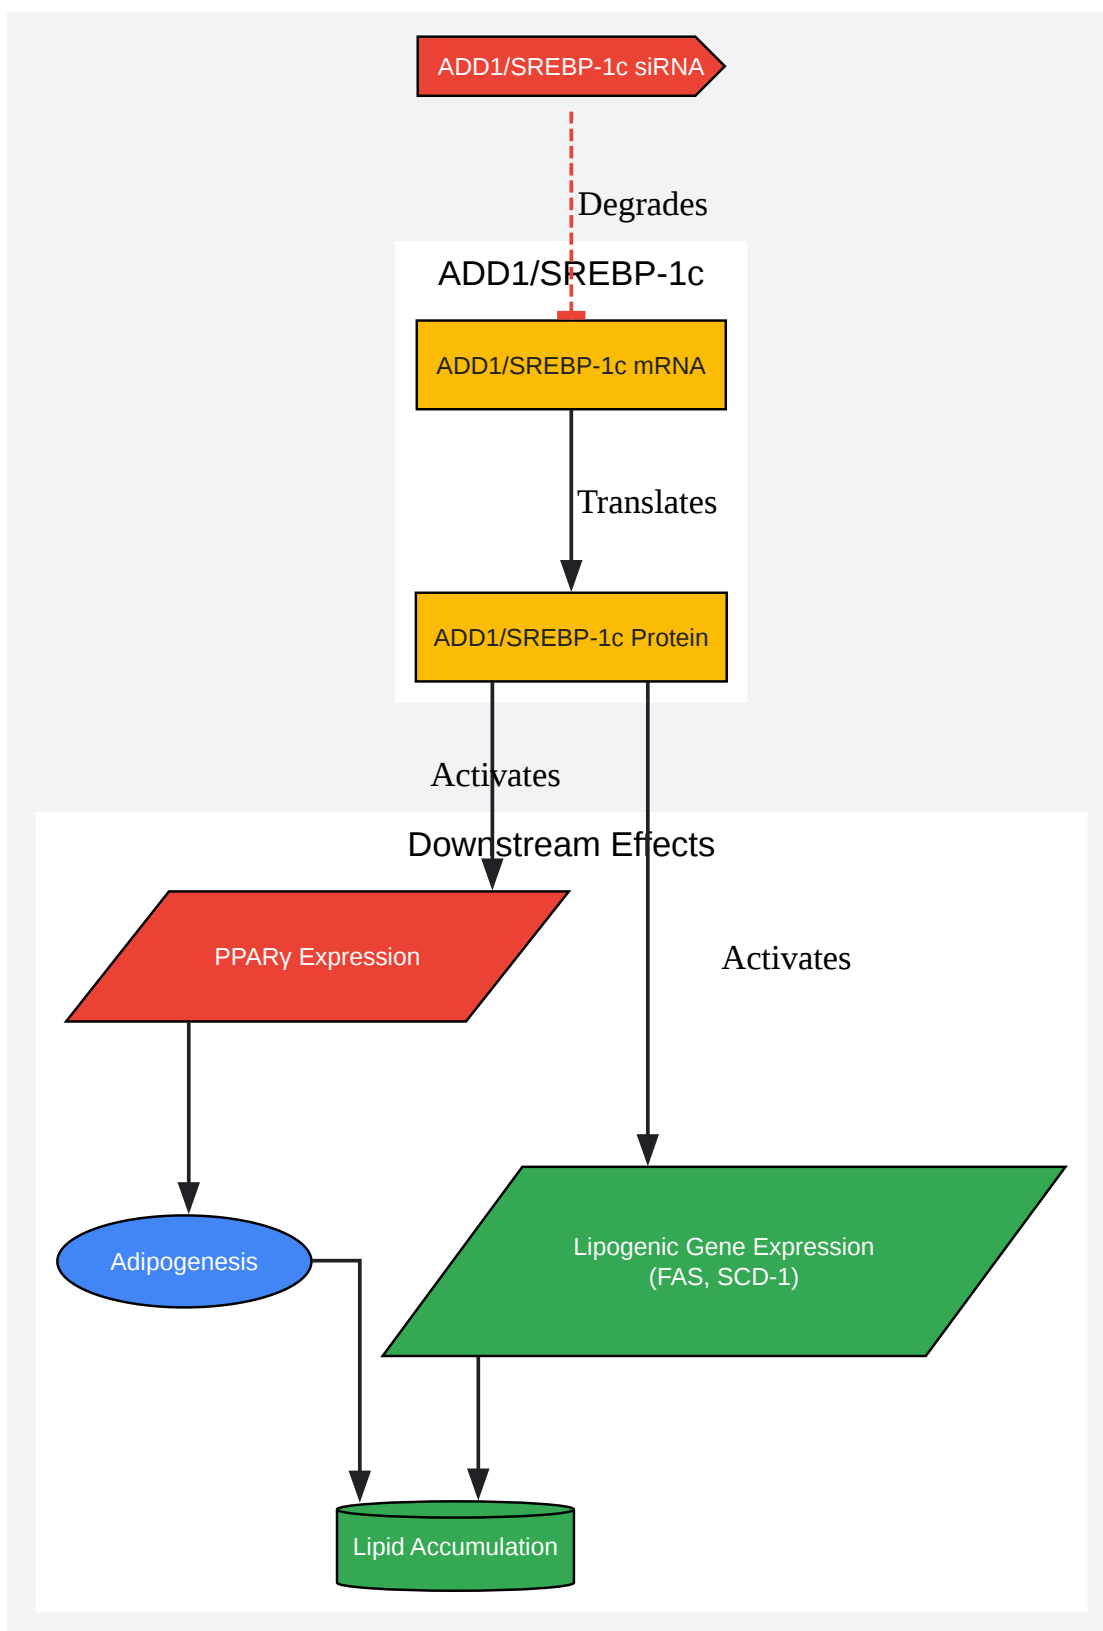 ADD1/SREBP-1c siRNA
Degrades
ADD1/SREBP-1c
ADD1/SREBP-1c mRNA
Translates
ADD1/SREBP-1c Protein
Activates
Downstream Effects
PPARγ Expression
Activates
Adipogenesis
Lipogenic Gene Expression
(FAS, SCD-1)
Lipid Accumulation